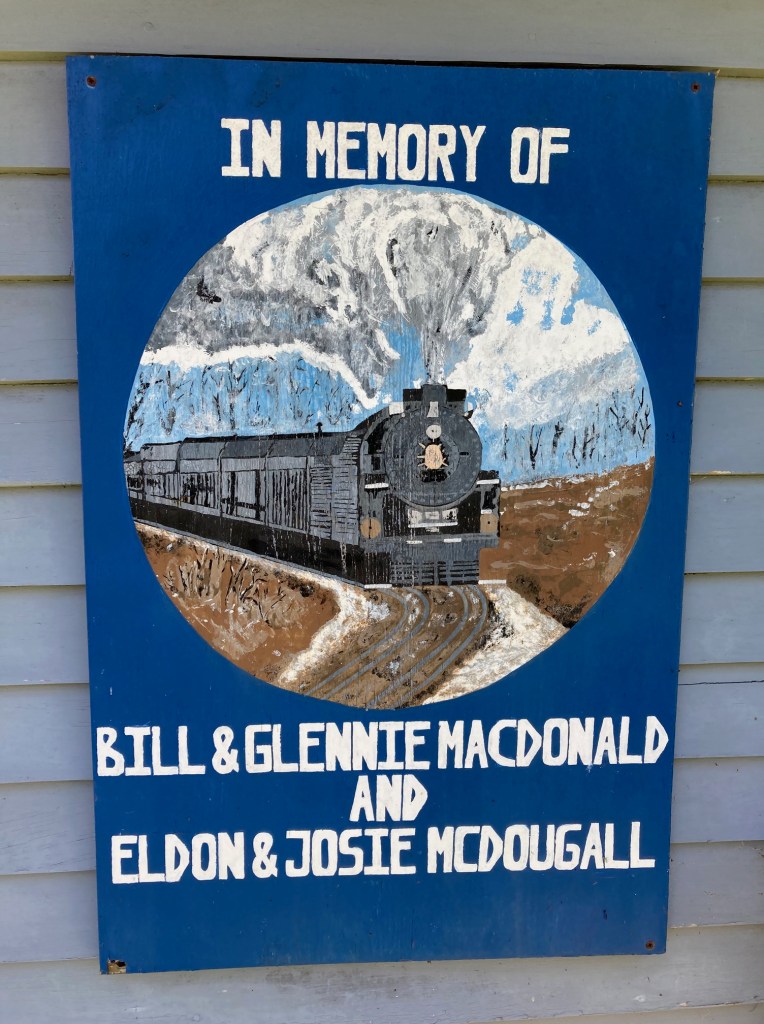 IN MEMORY OF
BILL & GLENNIE MACDONALD
AND
ELDON & JOSIE MCDOUGALL